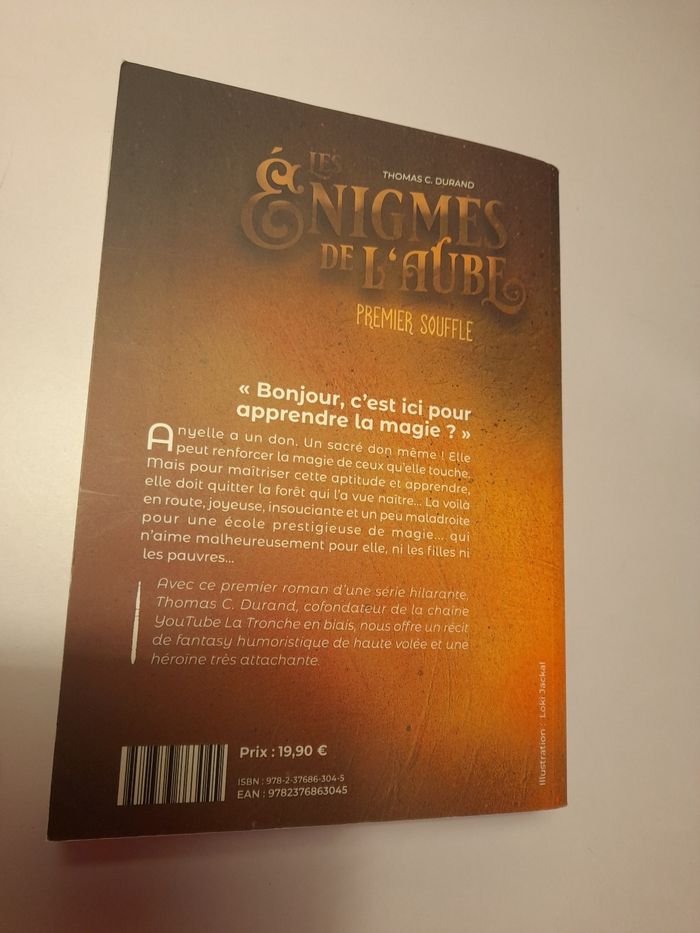 THOMAS C. DURAND
LES
ÉNIGMES
DE L'AUBE
PREMIER SOUFFLE
« Bonjour, c'est ici pour
apprendre la magie ? »
Anyelle a un don. Un sacré don même ! Elle
peut renforcer la magie de ceux qu'elle touche.
Mais pour maîtriser cette aptitude et apprendre,
elle doit quitter la forêt qui l'a vue naître... La voilà
en route, joyeuse, insouciante et un peu maladroite
pour une école prestigieuse de magie... qui
n'aime malheureusement pour elle, ni les filles ni
les pauvres...
Avec ce premier roman d'une série hilarante,
Thomas C. Durand, cofondateur de la chaîne
YouTube La Tronche en biais, nous offre un récit
de fantasy humoristique de haute volée et une
héroïne très attachante.
Illustration : Loki Jackal
Prix : 19,90 €
ISBN : 978-2-37686-304-5
EAN : 9782376863045